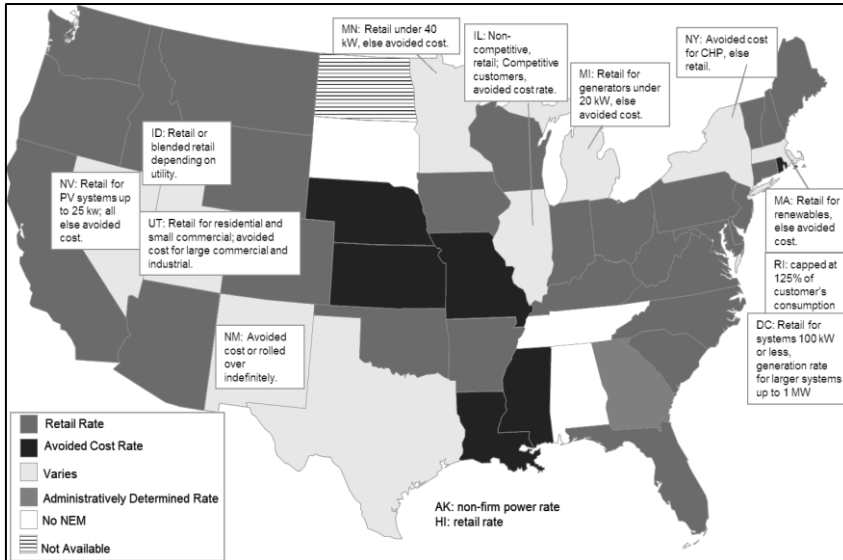 MN: Retail under 40
kW, else avoided cost.
IL: Non-
competitive,
retail; Competitive
customers,
avoided cost rate.
MI: Retail for
generators under
20 kW, else
avoided cost.
NY: Avoided cost
for CHP, else
retail.
ID: Retail or
blended retail
depending on
utility.
NV: Retail for
PV systems up
to 25 kw; all
else avoided
cost.
UT: Retail for residential and
small commercial; avoided
cost for large commercial and
industrial.
MA: Retail for
renewables,
else avoided
cost.
RI: capped at
125% of
customer's
consumption
DC: Retail for
systems 100 kW
or less,
generation rate
for larger systems
up to 1 MW
NM: Avoided
cost or rolled
over
indefinitely.
Retail Rate
Avoided Cost Rate
Varies
Administratively Determined Rate
No NEM
Not Available
AK: non-firm power rate
HI: retail rate